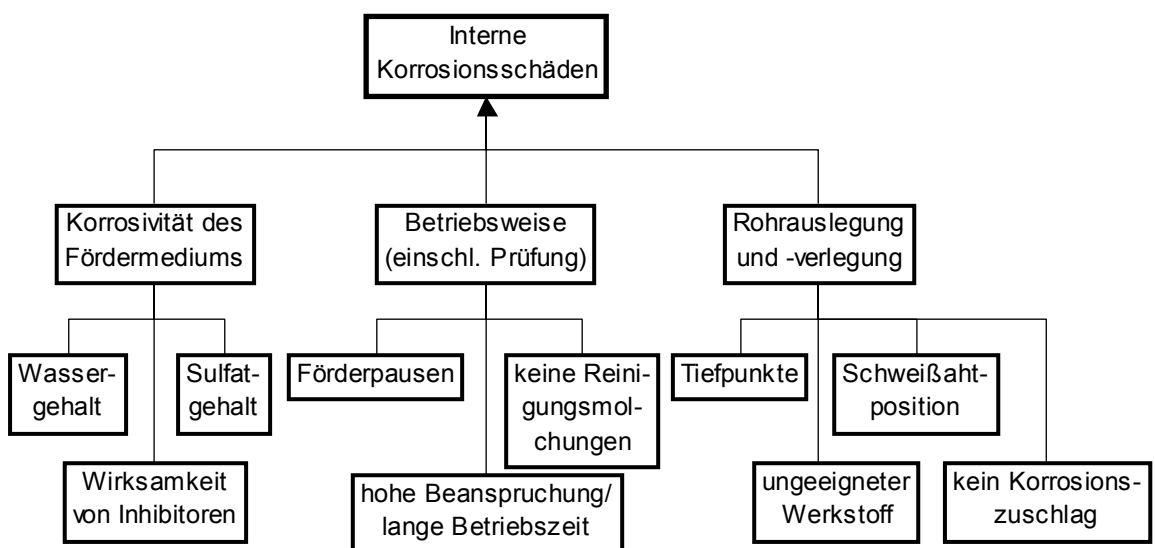 Interne
Korrosionsschäden
Korrosivität des
Fördermediums
Betriebsweise
(einschl. Prüfung)
Rohrauslegung
und -verlegung
Wasser-
gehalt
Sulfat-
gehalt
Förderpausen
keine Reini-
gungsmol-
chungen
Tiefpunkte
Schweißaht-
position
Wirksamkeit
von Inhibitoren
hohe Beanspruchung/
lange Betriebszeit
ungeeigneter
Werkstoff
kein Korrosions-
zuschlag